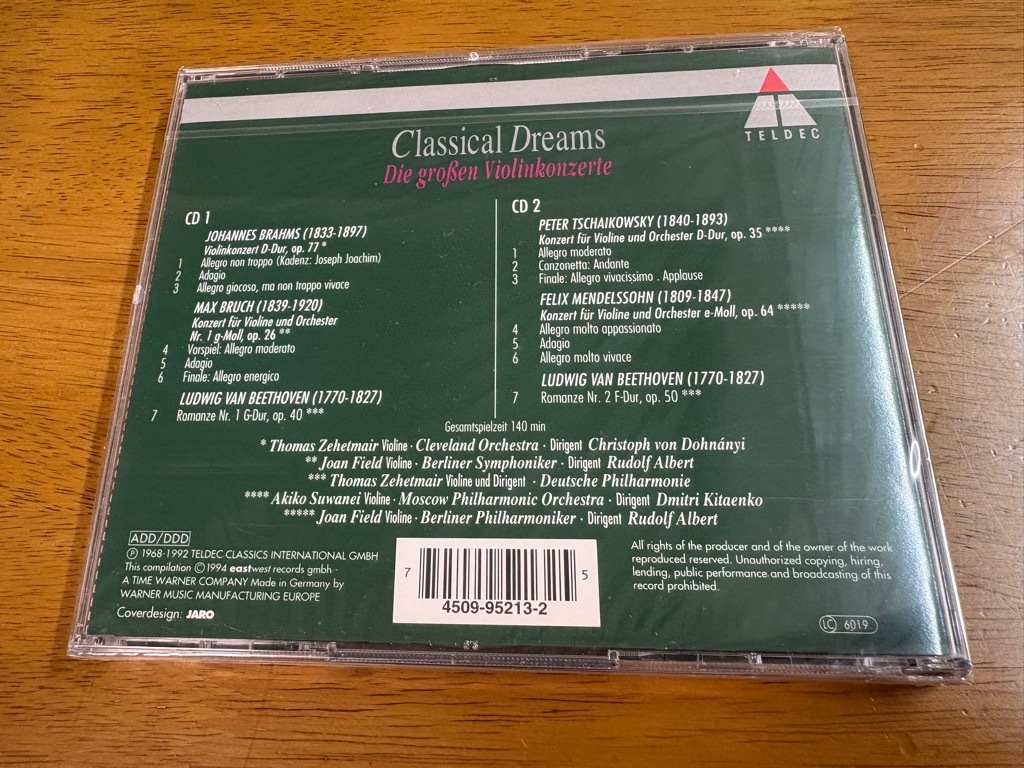 TELDEC
Classical Dreams
Die großen Violinkonzerte
CD 1
JOHANNES BRAHMS (1833-1897)
Violinkonzert D-Dur, op. 77 *
1 Allegro non troppo (Kadenz: Joseph Joachim)
2 Adagio
3 Allegro giocoso, ma non troppo vivace
MAX BRUCH (1839-1920)
Konzert für Violine und Orchester
Nr. 1 g-Moll, op. 26 **
4 Vorspiel: Allegro moderato
5 Adagio
6 Finale: Allegro energico
LUDWIG VAN BEETHOVEN (1770-1827)
7 Romanze Nr. 1 G-Dur, op. 40 ***
CD 2
PETER TSCHAIKOWSKY (1840-1893)
Konzert für Violine und Orchester D-Dur, op. 35 ****
1 Allegro moderato
2 Canzonetta: Andante
3 Finale: Allegro vivacissimo . Applause
FELIX MENDELSSOHN (1809-1847)
Konzert für Violine und Orchester e-Moll, op. 64 *****
4 Allegro molto appassionato
5 Adagio
6 Allegro molto vivace
LUDWIG VAN BEETHOVEN (1770-1827)
7 Romanze Nr. 2 F-Dur, op. 50 ***
Gesamtspielzeit 140 min
* Thomas Zehetmair Violine · Cleveland Orchestra · Dirigent Christoph von Dohnányi
** Joan Field Violine · Berliner Symphoniker · Dirigent Rudolf Albert
*** Thomas Zehetmair Violine und Dirigent · Deutsche Philharmonie
**** Akiko Suwanei Violine · Moscow Philharmonic Orchestra · Dirigent Dmitri Kitaenko
***** Joan Field Violine · Berliner Philharmoniker · Dirigent Rudolf Albert
ADD/DDD
℗ 1968-1992 TELDEC CLASSICS INTERNATIONAL GMBH
This compilation © 1994 eastwest records gmbh -
A TIME WARNER COMPANY Made in Germany by
WARNER MUSIC MANUFACTURING EUROPE
Coverdesign: JARO
7 5
4509-95213-2
All rights of the producer and of the owner of the work
reproduced reserved. Unauthorized copying, hiring,
lending, public performance and broadcasting of this
record prohibited.
LC 6019